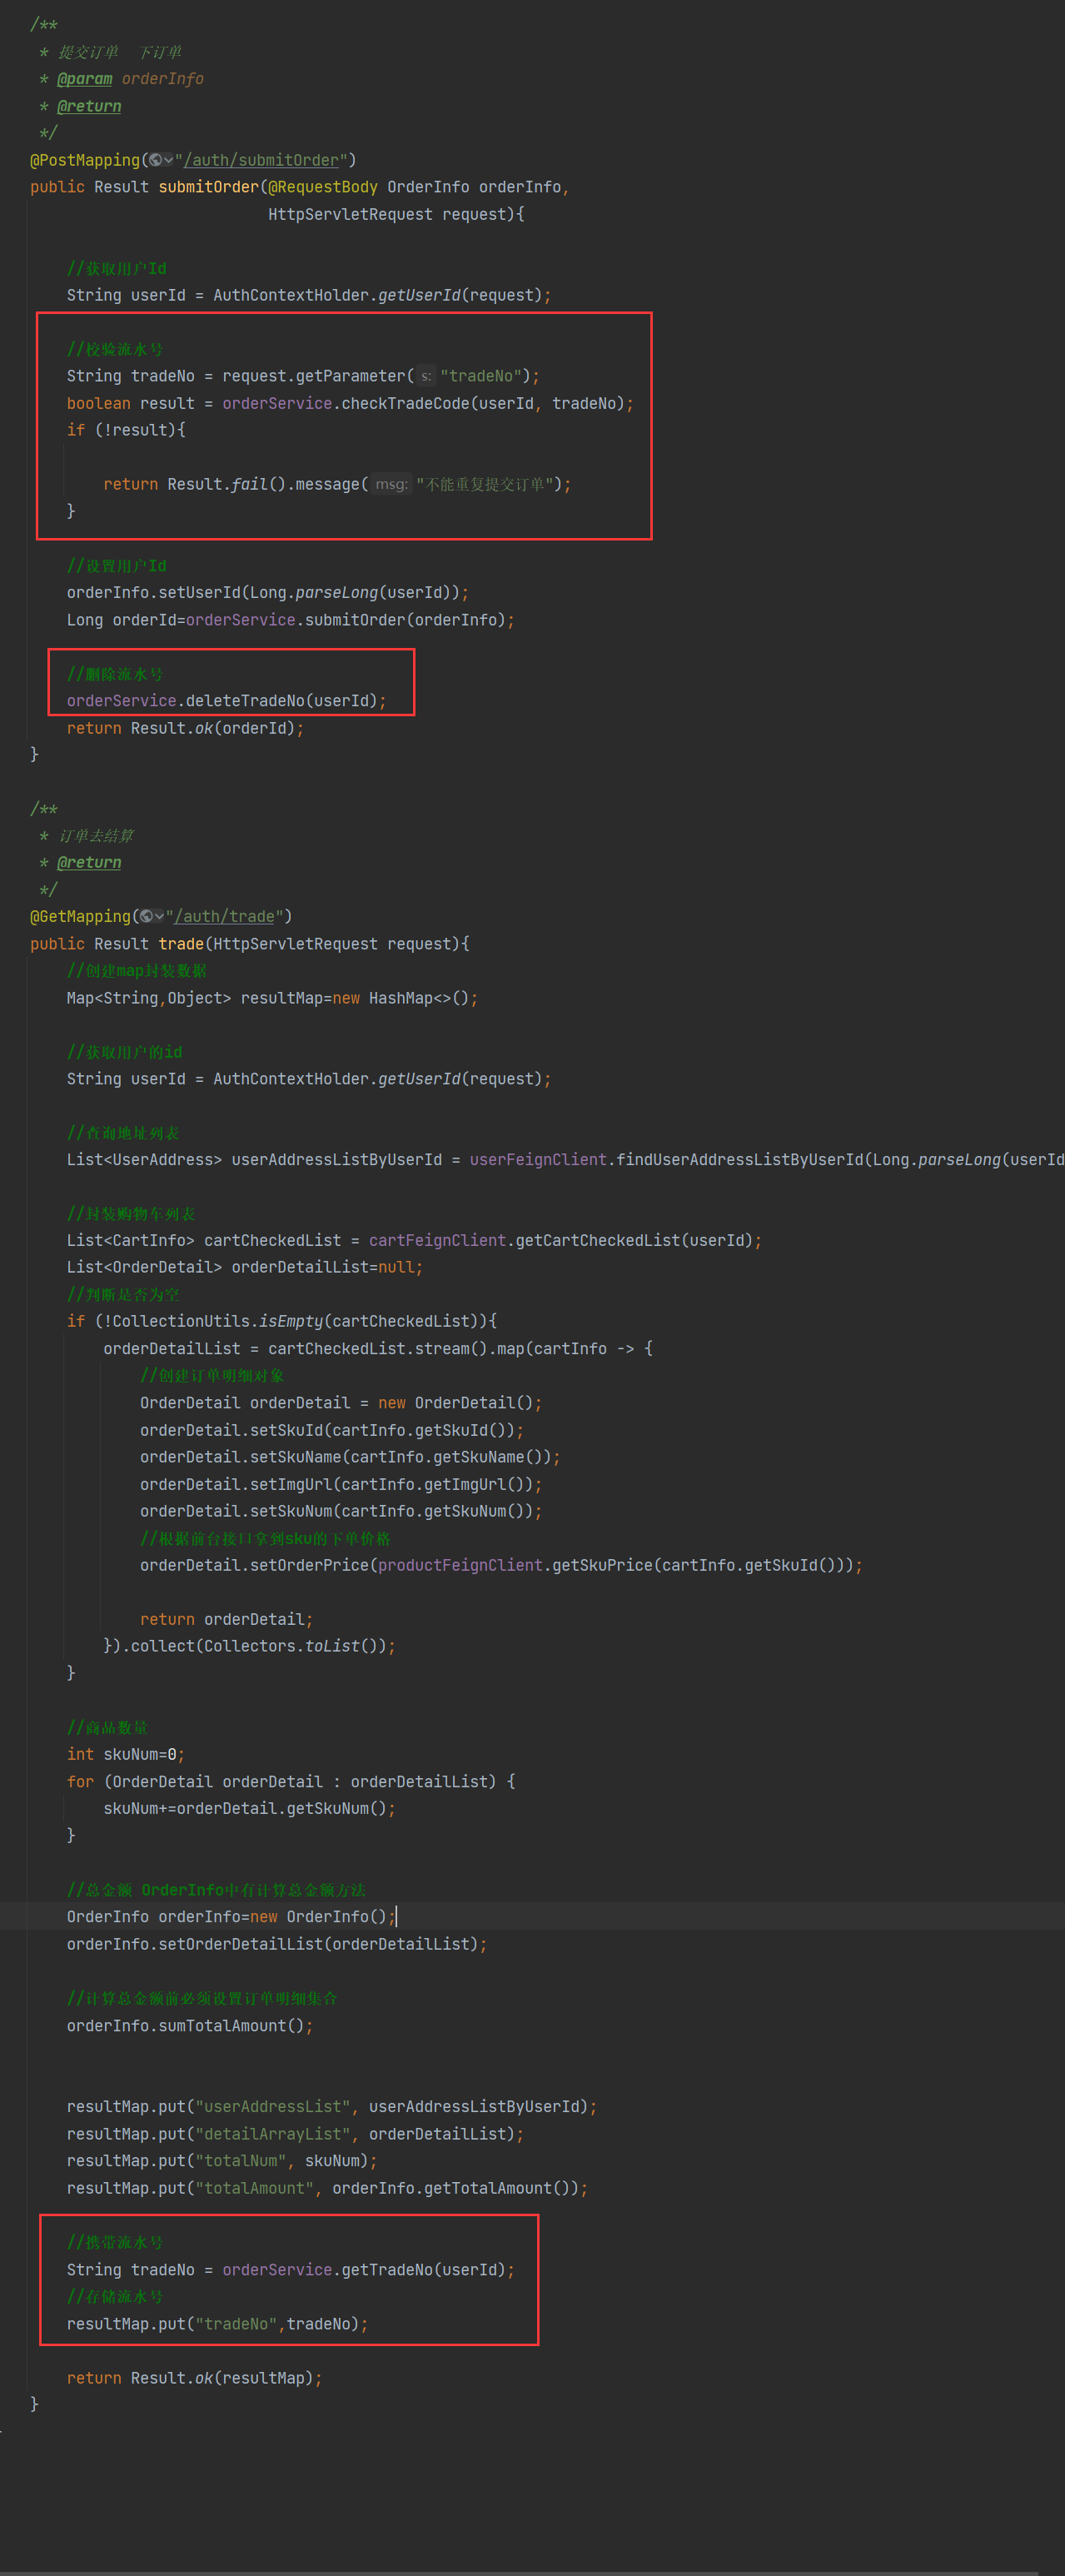 /**
 * 提交订单  下订单
 * @param orderInfo
 * @return
 */
@PostMapping("/auth/submitOrder")
public Result submitOrder(@RequestBody OrderInfo orderInfo,
                          HttpServletRequest request){
    //获取用户Id
    String userId = AuthContextHolder.getUserId(request);
    //校验流水号
    String tradeNo = request.getParameter( s: "tradeNo");
    boolean result = orderService.checkTradeCode(userId, tradeNo);
    if (!result){
        return Result.fail().message( msg: "不能重复提交订单");
    }
    //设置用户Id
    orderInfo.setUserId(Long.parseLong(userId));
    Long orderId=orderService.submitOrder(orderInfo);
    //删除流水号
    orderService.deleteTradeNo(userId);
    return Result.ok(orderId);
}
/**
 * 订单去结算
 * @return
 */
@GetMapping("/auth/trade")
public Result trade(HttpServletRequest request){
    //创建map封装数据
    Map<String,Object> resultMap=new HashMap<>();
    //获取用户的id
    String userId = AuthContextHolder.getUserId(request);
    //查询地址列表
    List<UserAddress> userAddressListByUserId = userFeignClient.findUserAddressListByUserId(Long.parseLong(userId
    //封装购物车列表
    List<CartInfo> cartCheckedList = cartFeignClient.getCartCheckedList(userId);
    List<OrderDetail> orderDetailList=null;
    //判断是否为空
    if (!CollectionUtils.isEmpty(cartCheckedList)){
        orderDetailList = cartCheckedList.stream().map(cartInfo -> {
            //创建订单明细对象
            OrderDetail orderDetail = new OrderDetail();
            orderDetail.setSkuId(cartInfo.getSkuId());
            orderDetail.setSkuName(cartInfo.getSkuName());
            orderDetail.setImgUrl(cartInfo.getImgUrl());
            orderDetail.setSkuNum(cartInfo.getSkuNum());
            //根据前台接口拿到sku的下单价格
            orderDetail.setOrderPrice(productFeignClient.getSkuPrice(cartInfo.getSkuId()));
            return orderDetail;
        }).collect(Collectors.toList());
    }
    //商品数量
    int skuNum=0;
    for (OrderDetail orderDetail : orderDetailList) {
        skuNum+=orderDetail.getSkuNum();
    }
    //总金额 OrderInfo中有计算总金额方法
    OrderInfo orderInfo=new OrderInfo();
    orderInfo.setOrderDetailList(orderDetailList);
    //计算总金额前必须设置订单明细集合
    orderInfo.sumTotalAmount();
    resultMap.put("userAddressList", userAddressListByUserId);
    resultMap.put("detailArrayList", orderDetailList);
    resultMap.put("totalNum", skuNum);
    resultMap.put("totalAmount", orderInfo.getTotalAmount());
    //携带流水号
    String tradeNo = orderService.getTradeNo(userId);
    //存储流水号
    resultMap.put("tradeNo",tradeNo);
    return Result.ok(resultMap);
}